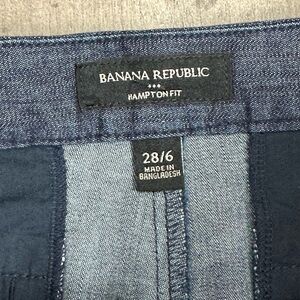 BANANA REPUBLIC
HAMPTON FIT
28/6
MADE IN
BANGLADESH